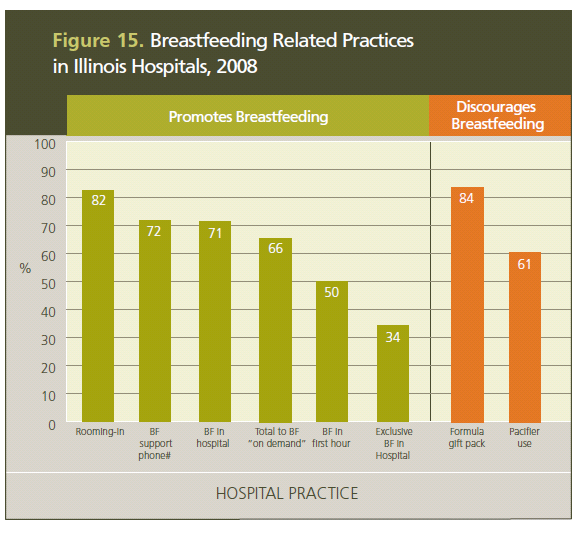 Figure 15. Breastfeeding Related Practices
in Illinois Hospitals, 2008
Promotes Breastfeeding
Discourages
Breastfeeding
100
90
80
70
60
50
40
30
20
10
0
%
82
72
71
66
50
34
84
61
Rooming-in
BF
support
phone#
BF in
hospital
Total to BF
"on demand"
BF in
first hour
Exclusive
BF in
Hospital
Formula
gift pack
Pacifier
use
HOSPITAL PRACTICE